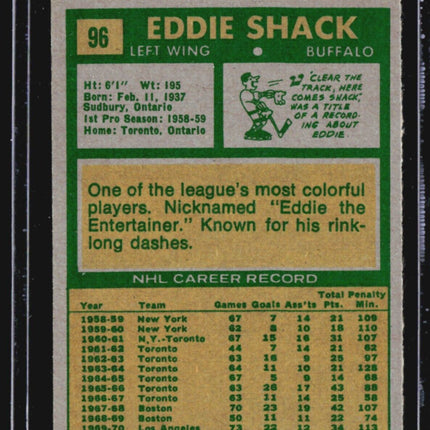 96 EDDIE SHACK
LEFT WING • BUFFALO
Ht: 6'1" Wt: 195
Born: Feb. 11, 1937
Sudbury, Ontario
1st Pro Season: 1958-59
Home: Toronto, Ontario
"CLEAR THE
TRACK, HERE
COMES SHACK,"
WAS A TITLE
OF A RECORD-
ING ABOUT
EDDIE.
One of the league's most colorful
players. Nicknamed "Eddie the
Entertainer." Known for his rink-
long dashes.
NHL CAREER RECORD
Total Penalty
Year Team Games Goals Ass'ts Pts. Min.
1958-59 New York 67 7 14 21 109
1959-60 New York 62 8 10 18 110
1960-61 N.Y.-Toronto 67 15 16 31 107
1961-62 Toronto 44 7 14 21 62
1962-63 Toronto 63 16 9 25 97
1963-64 Toronto 64 11 10 21 128
1964-65 Toronto 67 5 9 14 68
1965-66 Toronto 63 26 17 43 88
1966-67 Toronto 63 11 14 25 58
1967-68 Boston 70 23 19 42 107
1968-69 Boston 50 11 11 22 74
1969-70 Los Angeles 73